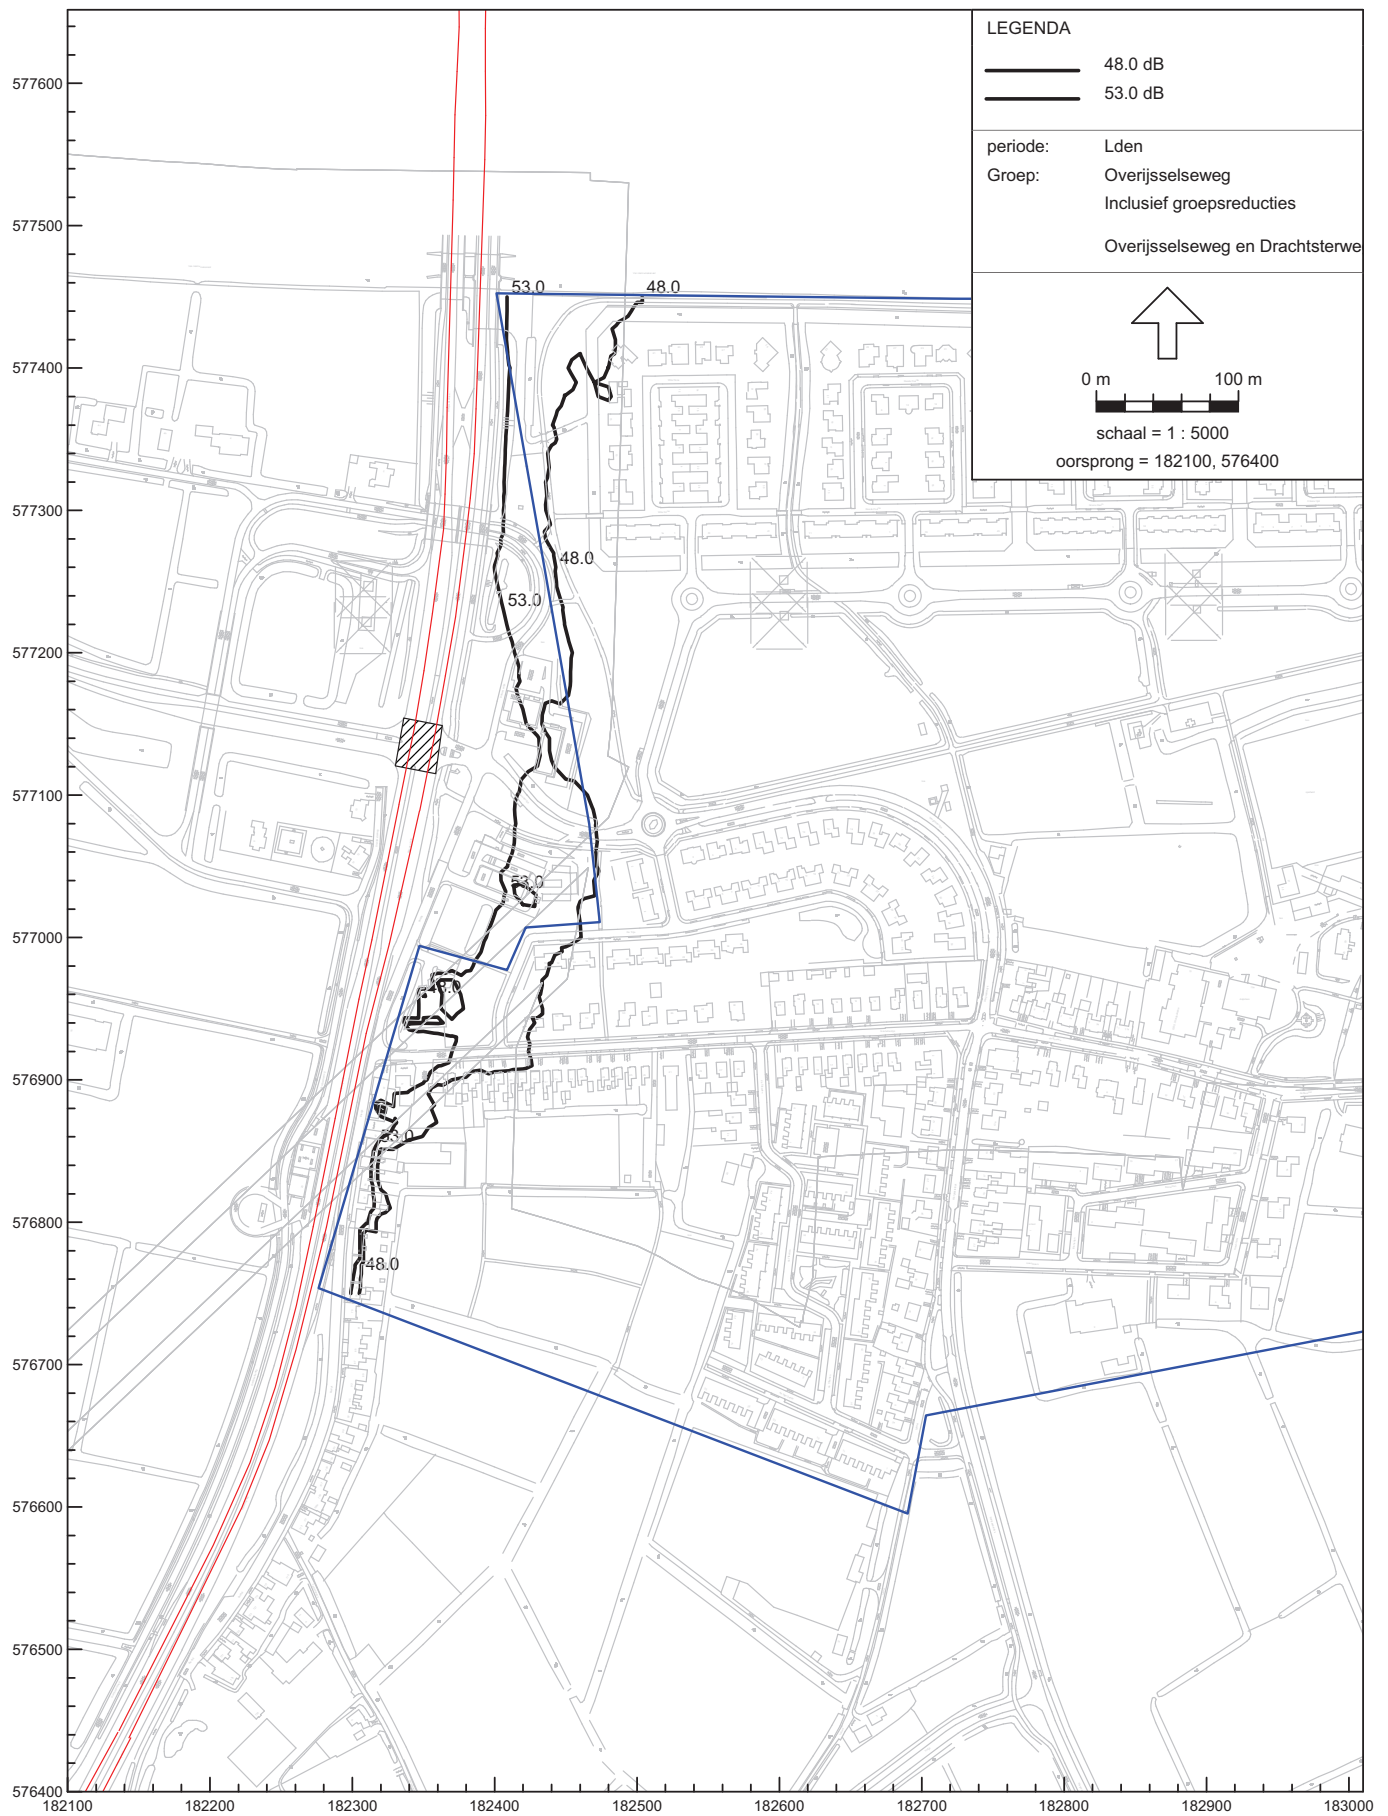 LEGENDA
48.0 dB
53.0 dB
periode: Lden
Groep: Overijsselseweg
Inclusief groepsreducties
Overijsselseweg en Drachtsterwe
0 m 100 m
schaal = 1 : 5000
oorsprong = 182100, 576400
577600
577500
577400
577300
577200
577100
577000
576900
576800
576700
576600
576500
576400
53.0
48.0
48.0
53.0
53.0
48.0
53.0
48.0
182100 182200 182300 182400 182500 182600 182700 182800 182900 183000